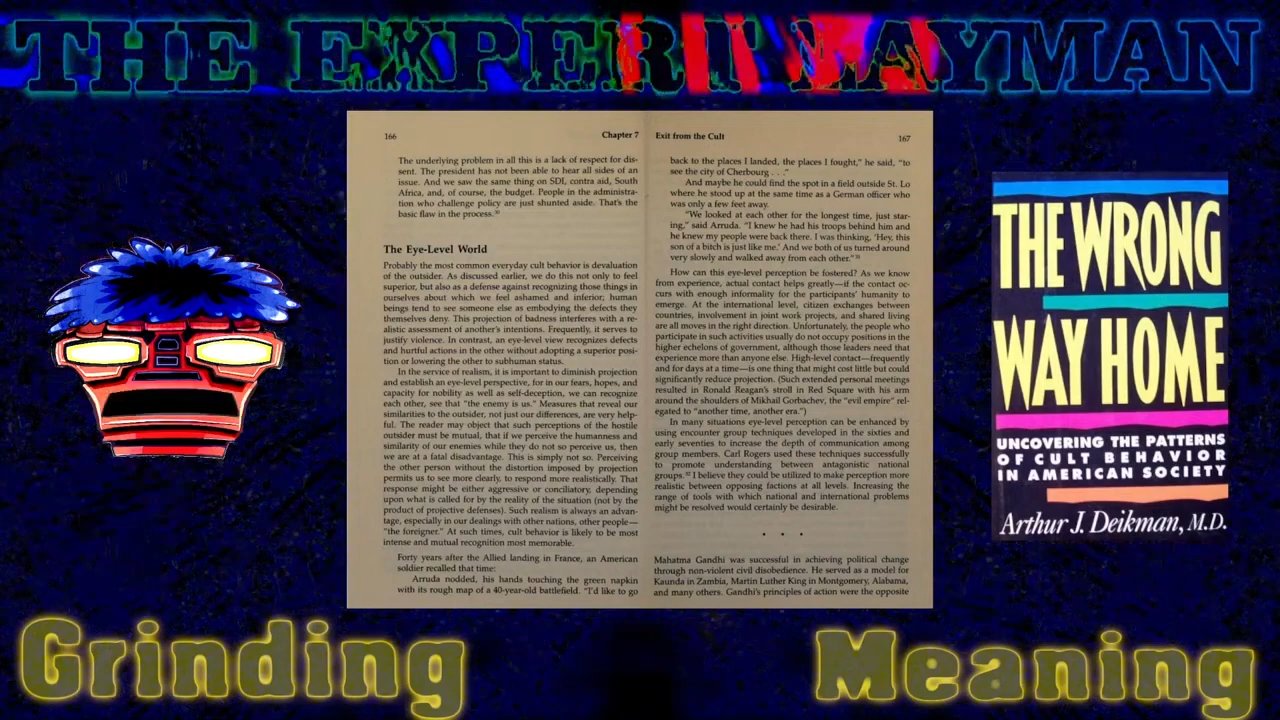 THE EXPERT LAYMAN
166 Chapter 7
The underlying problem in all this is a lack of respect for dis-
sent. The president has not been able to hear all sides of an
issue. And we saw the same thing on SDI, contra aid, South
Africa, and, of course, the budget. People in the administra-
tion who challenge policy are just shunted aside. That's the
basic flaw in the process.30
The Eye-Level World
Probably the most common everyday cult behavior is devaluation
of the outsider. As discussed earlier, we do this not only to feel
superior, but also as a defense against recognizing those things in
ourselves about which we feel ashamed and inferior; human
beings tend to see someone else as embodying the defects they
themselves deny. This projection of badness interferes with a re-
alistic assessment of another's intentions. Frequently, it serves to
justify violence. In contrast, an eye-level view recognizes defects
and hurtful actions in the other without adopting a superior posi-
tion or lowering the other to subhuman status.
In the service of realism, it is important to diminish projection
and establish an eye-level perspective, for in our fears, hopes, and
capacity for nobility as well as self-deception, we can recognize
each other, see that "the enemy is us." Measures that reveal our
similarities to the outsider, not just our differences, are very help-
ful. The reader may object that such perceptions of the hostile
outsider must be mutual, that if we perceive the humanness and
similarity of our enemies while they do not so perceive us, then
we are at a fatal disadvantage. This is simply not so. Perceiving
the other person without the distortion imposed by projection
permits us to see more clearly, to respond more realistically. That
response might be either aggressive or conciliatory, depending
upon what is called for by the reality of the situation (not by the
product of projective defenses). Such realism is always an advan-
tage, especially in our dealings with other nations, other people—
"the foreigner." At such times, cult behavior is likely to be most
intense and mutual recognition most memorable.
Forty years after the Allied landing in France, an American
soldier recalled that time:
Arruda nodded, his hands touching the green napkin
with its rough map of a 40-year-old battlefield. "I'd like to go
Exit from the Cult 167
back to the places I landed, the places I fought," he said, "to
see the city of Cherbourg . . ."
And maybe he could find the spot in a field outside St. Lo
where he stood up at the same time as a German officer who
was only a few feet away.
"We looked at each other for the longest time, just star-
ing," said Arruda. "I knew he had his troops behind him and
he knew my people were back there. I was thinking, 'Hey, this
son of a bitch is just like me.' And we both of us turned around
very slowly and walked away from each other."31
How can this eye-level perception be fostered? As we know
from experience, actual contact helps greatly—if the contact oc-
curs with enough informality for the participants' humanity to
emerge. At the international level, citizen exchanges between
countries, involvement in joint work projects, and shared living
are all moves in the right direction. Unfortunately, the people who
participate in such activities usually do not occupy positions in the
higher echelons of government, although those leaders need that
experience more than anyone else. High-level contact—frequently
and for days at a time—is one thing that might cost little but could
significantly reduce projection. (Such extended personal meetings
resulted in Ronald Reagan's stroll in Red Square with his arm
around the shoulders of Mikhail Gorbachev, the "evil empire" rel-
egated to "another time, another era.")
In many situations eye-level perception can be enhanced by
using encounter group techniques developed in the sixties and
early seventies to increase the depth of communication among
group members. Carl Rogers used these techniques successfully
to promote understanding between antagonistic national
groups.32 I believe they could be utilized to make perception more
realistic between opposing factions at all levels. Increasing the
range of tools with which national and international problems
might be resolved would certainly be desirable.
• • •
Mahatma Gandhi was successful in achieving political change
through non-violent civil disobedience. He served as a model for
Kaunda in Zambia, Martin Luther King in Montgomery, Alabama,
and many others. Gandhi's principles of action were the opposite
THE WRONG
WAY HOME
UNCOVERING THE PATTERNS
OF CULT BEHAVIOR
IN AMERICAN SOCIETY
Arthur J. Deikman, M.D.
Grinding Meaning